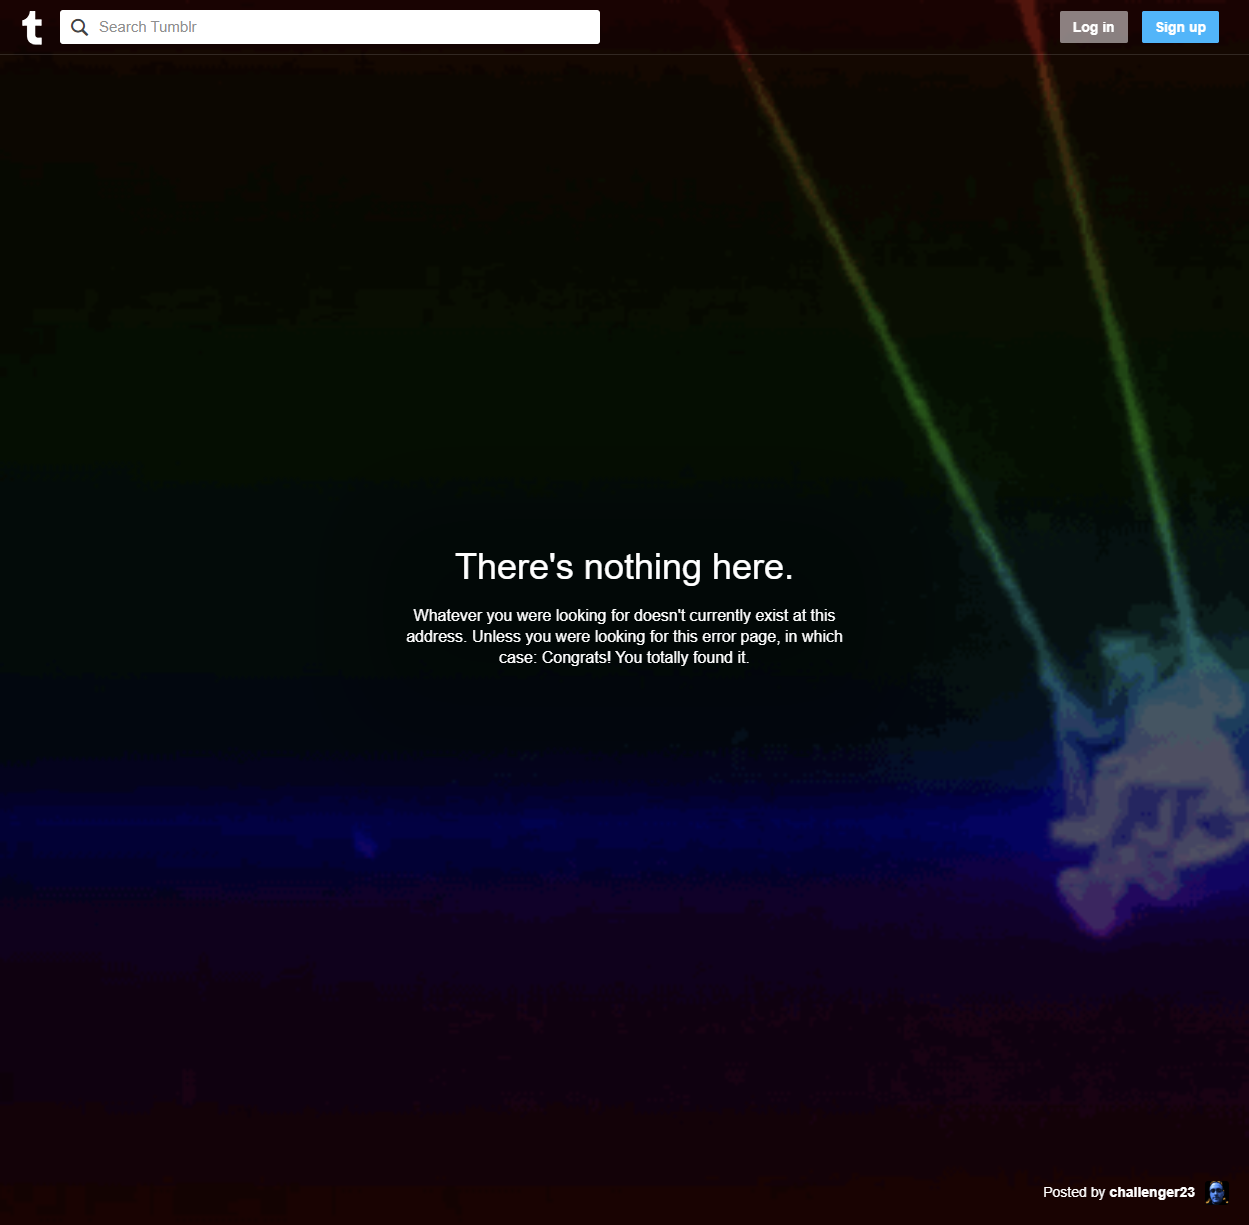 t
Search Tumblr
Log in
Sign up
There's nothing here.
Whatever you were looking for doesn't currently exist at this
address. Unless you were looking for this error page, in which
case: Congrats! You totally found it.
Posted by challenger23